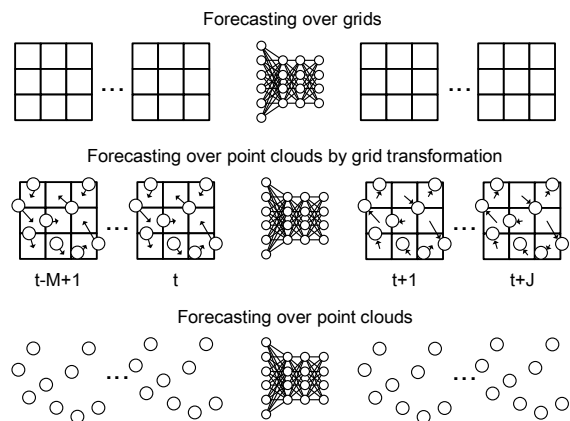 Forecasting over grids
...
...
Forecasting over point clouds by grid transformation
...
...
t-M+1
t
t+1
t+J
Forecasting over point clouds
...
...